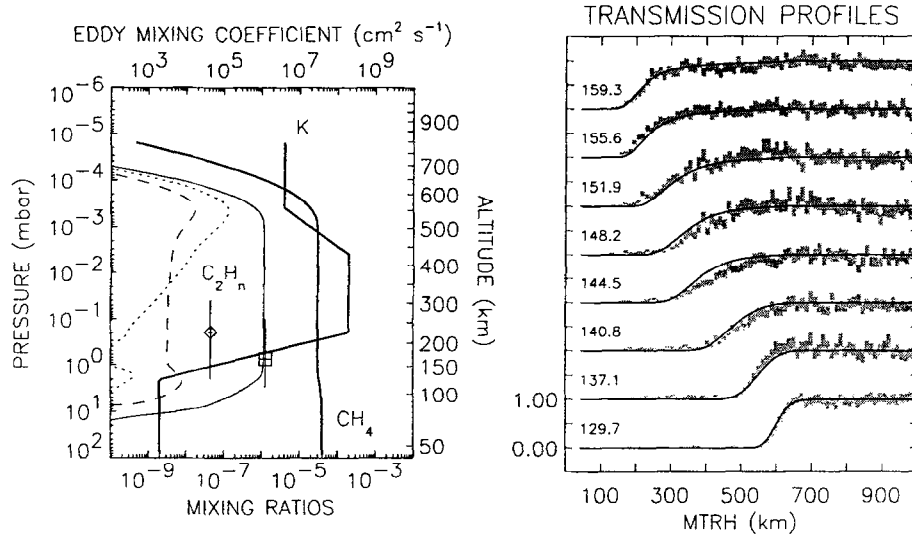 EDDY MIXING COEFFICIENT (cm² s⁻¹)
10³ 10⁵ 10⁶ 10⁷ 10⁸ 10⁹
PRESSURE (mbar)
10⁻⁶
10⁻⁵
10⁻⁴
10⁻³
10⁻²
10⁻¹
10⁰
10¹
10²
K
C₂Hₙ
CH₄
900
700
600
500
400
300
200
150
100
50
ALTITUDE (km)
10⁻⁹ 10⁻⁷ 10⁻⁵ 10⁻³
MIXING RATIOS
TRANSMISSION PROFILES
159.3
155.6
151.9
148.2
144.5
140.8
137.1
1.00
129.7
0.00
100 300 500 700 900
MTRH (km)